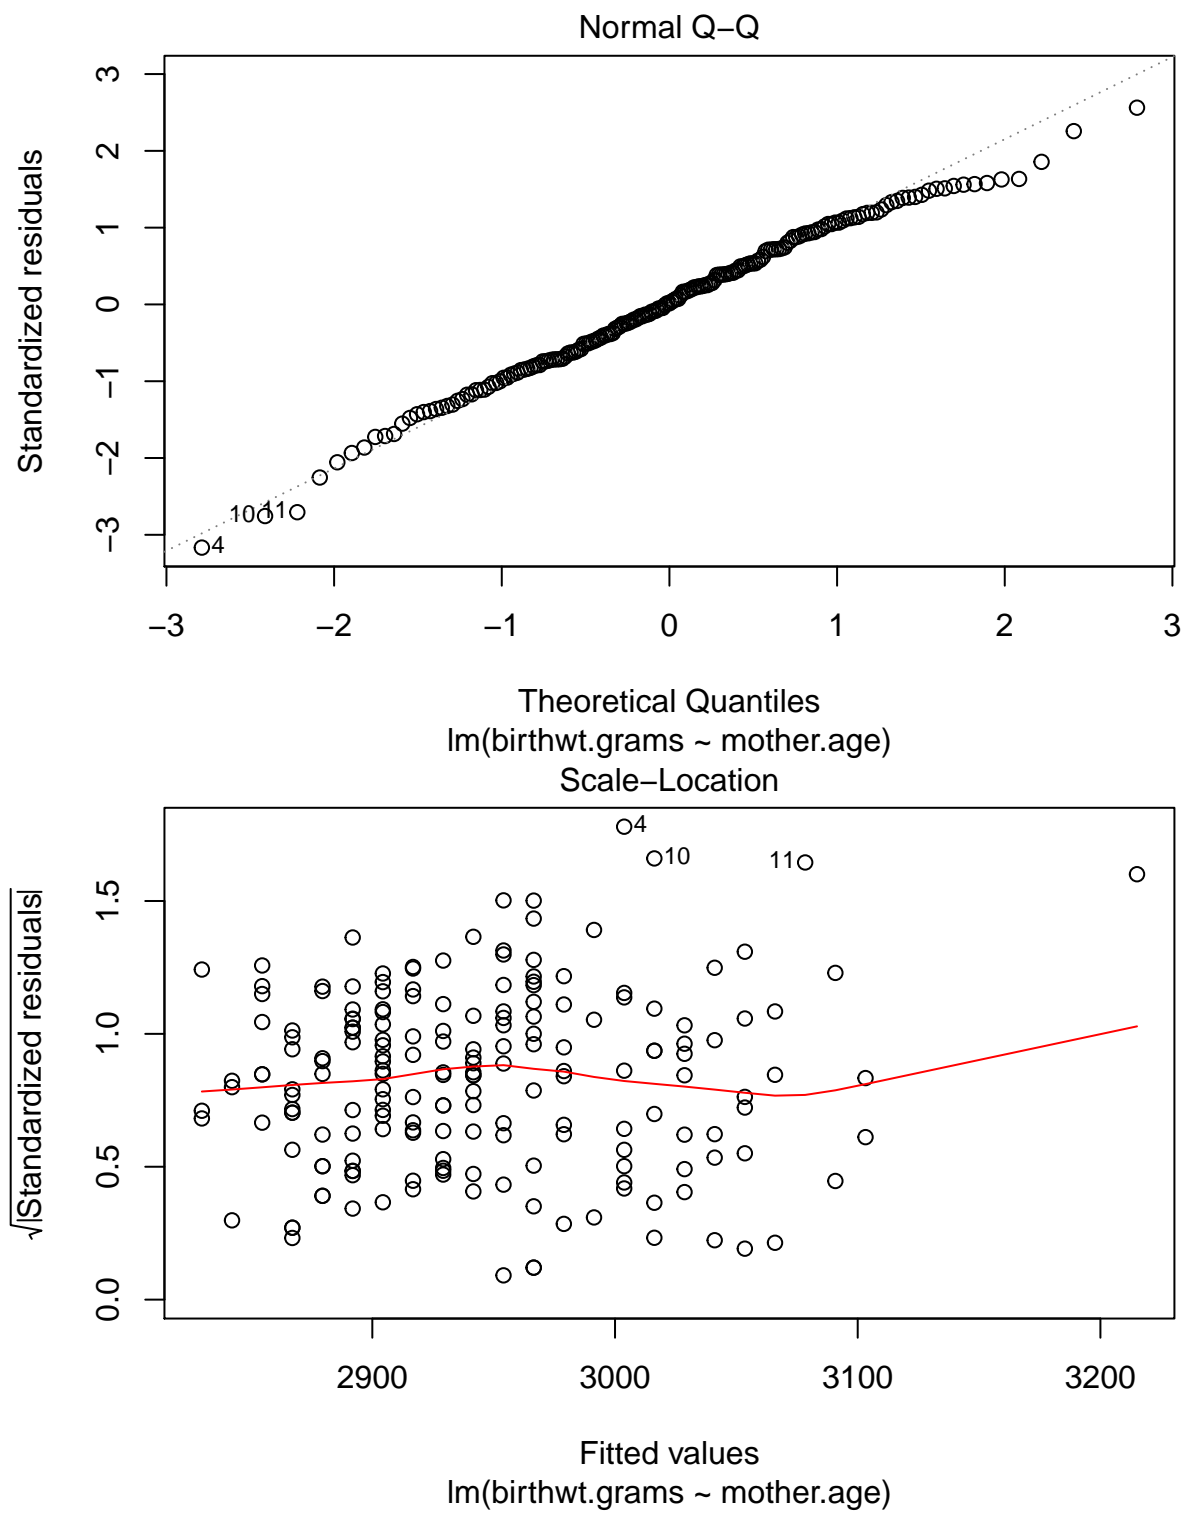 Normal Q−Q
Standardized residuals
3
2
1
0
−1
−2
−3
10
11
4
−3 −2 −1 0 1 2 3
Theoretical Quantiles
lm(birthwt.grams ~ mother.age)
Scale−Location
√|Standardized residuals|
4
10
11
1.5
1.0
0.5
0.0
2900 3000 3100 3200
Fitted values
lm(birthwt.grams ~ mother.age)